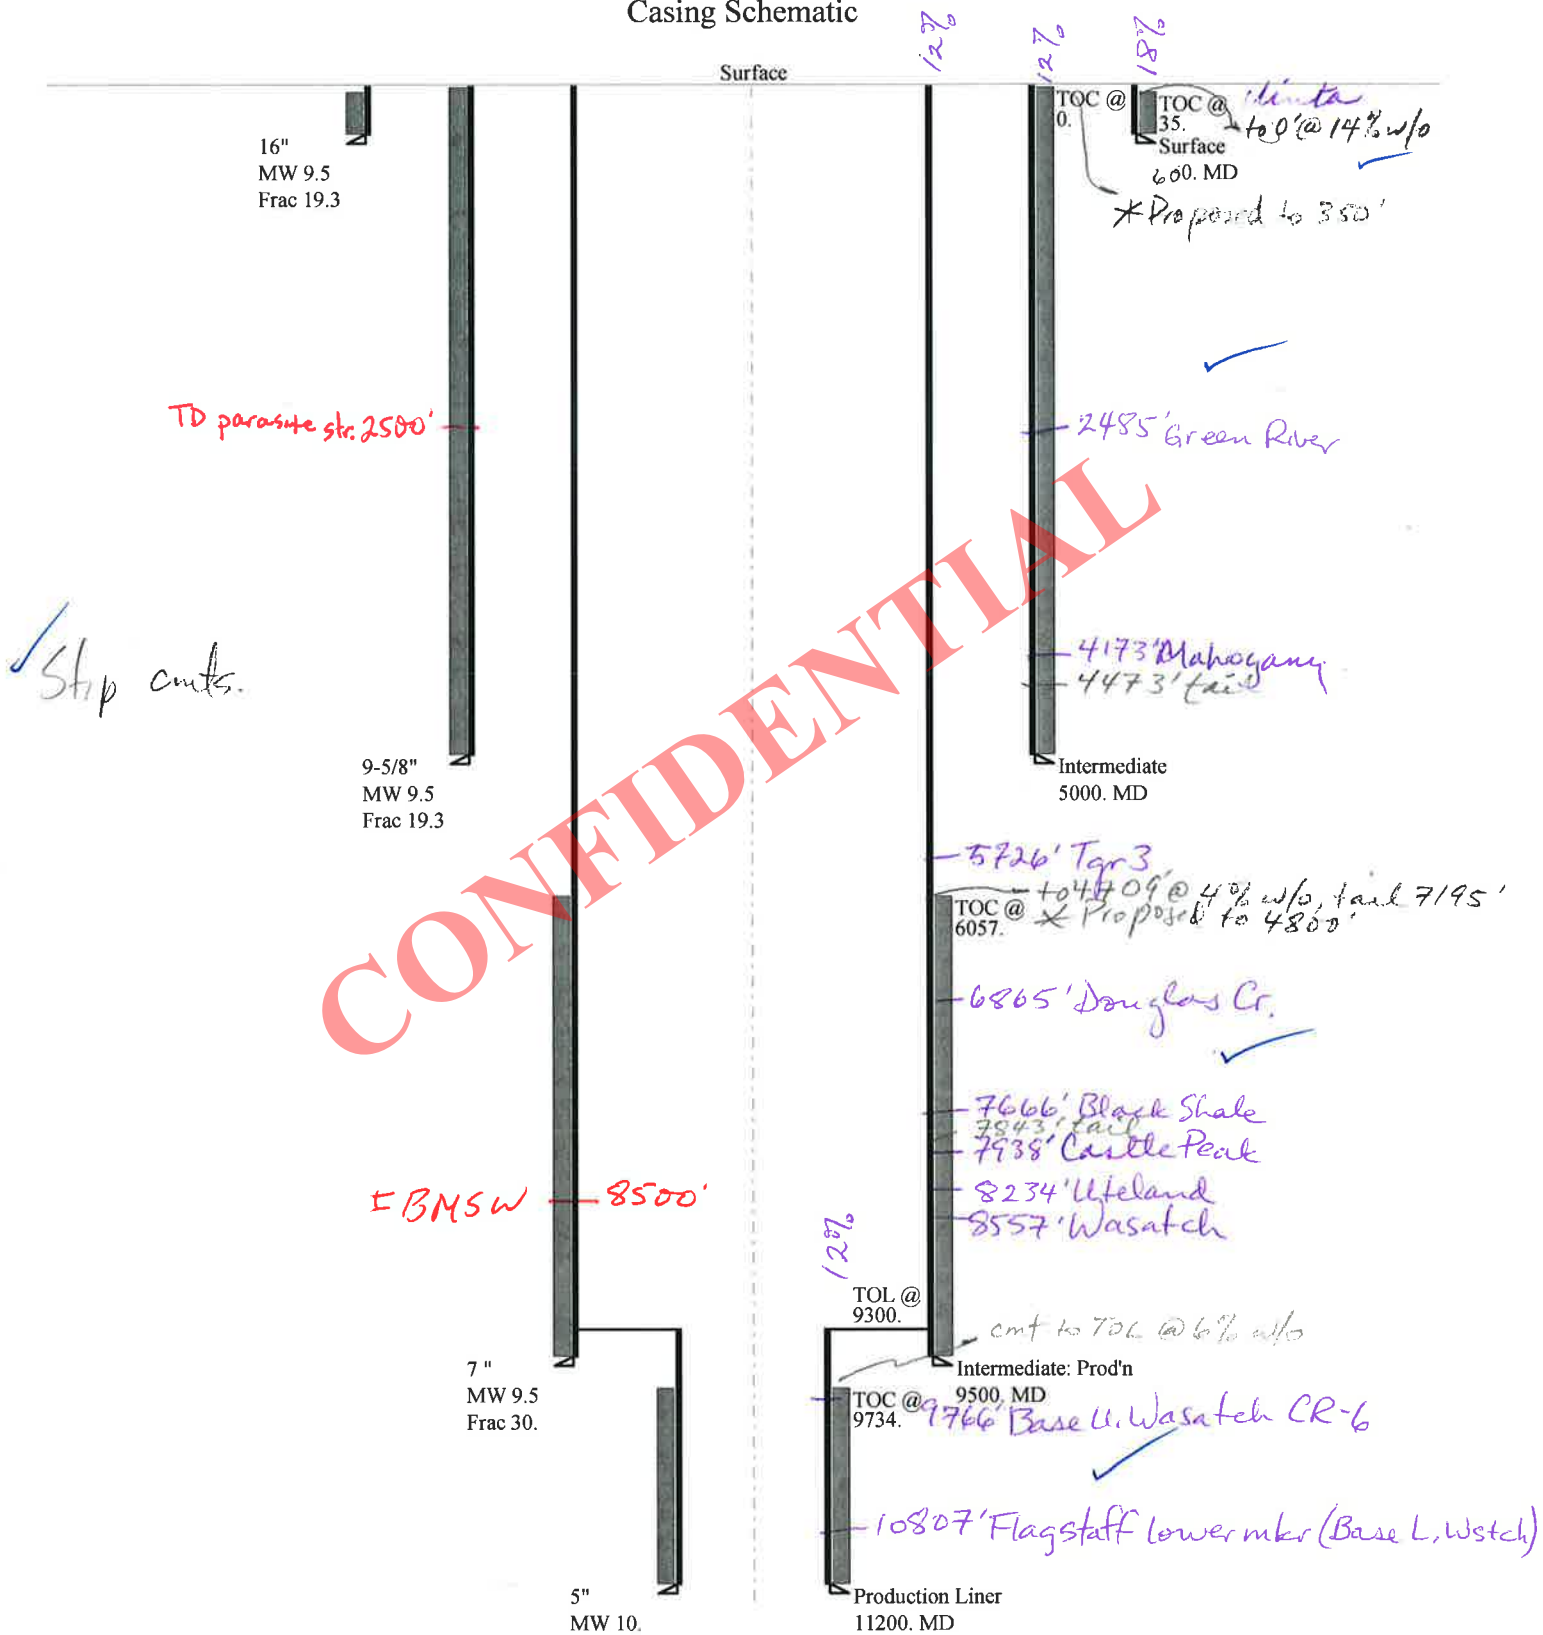 Casing Schematic
12%
12%
18%
Surface
TOC @
0.
TOC @
35.
Uinta
to 0' @ 14% w/o
Surface
600. MD
*Proposed to 350'
16"
MW 9.5
Frac 19.3
TD parasite str. 2500'
2485' Green River
4173' Mahogany
4473' tail
Stip cmts.
9-5/8"
MW 9.5
Frac 19.3
Intermediate
5000. MD
CONFIDENTIAL
5726' Tgr 3
to 4709' @ 4% w/o, tail 7195'
TOC @
6057.
* Proposed to 4800'
6865' Douglas Cr.
7666' Black Shale
7843' tail
7938' Castle Peak
BMSW 8500'
8234' Uteland
8557' Wasatch
12%
TOL @
9300.
cmt to TOL @ 6% w/o
7 "
MW 9.5
Frac 30.
Intermediate: Prod'n
9500. MD
TOC @
9734.
9766' Base U. Wasatch CR-6
10807' Flagstaff lower mkr (Base L. Wstch)
5"
MW 10.
Production Liner
11200. MD